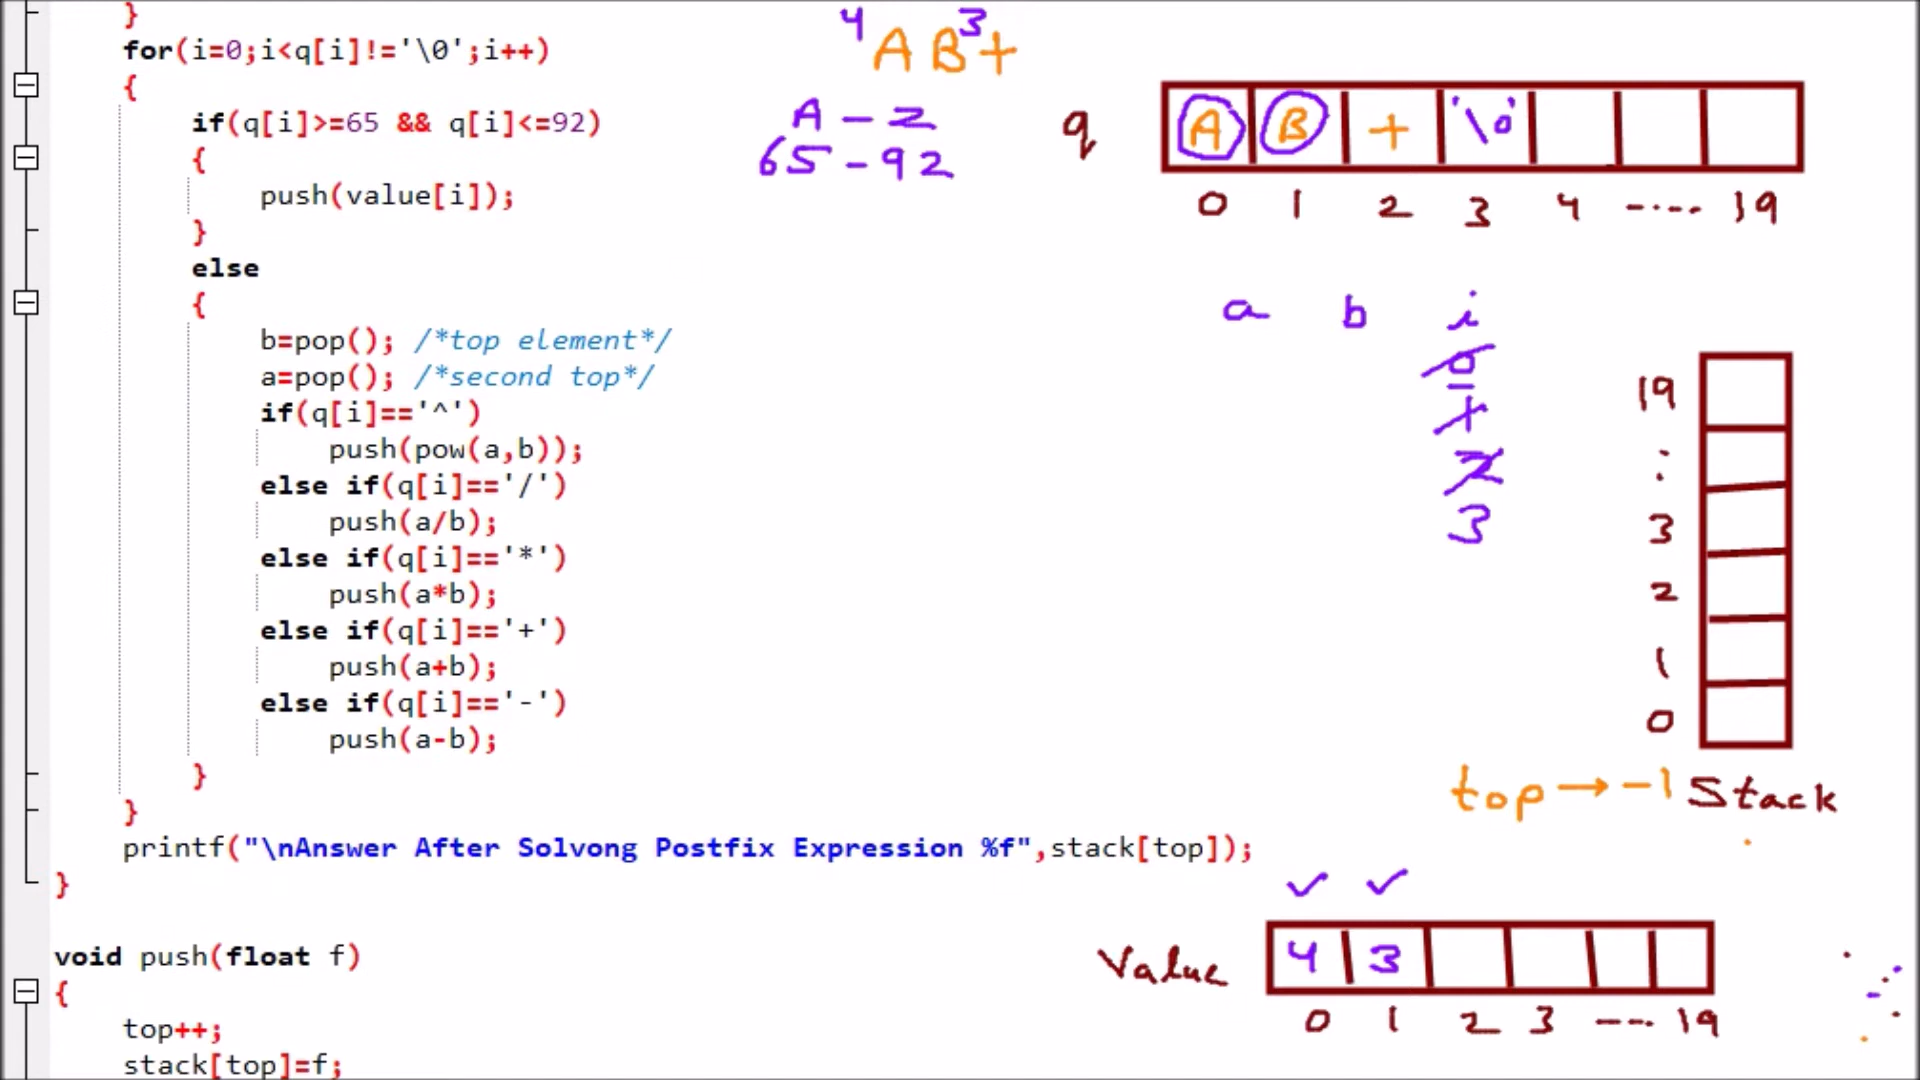 }
for(i=0;i<q[i]!='\0';i++)
{
if(q[i]>=65 && q[i]<=92)
{
push(value[i]);
}
else
{
b=pop(); /*top element*/
a=pop(); /*second top*/
if(q[i]=='^')
push(pow(a,b));
else if(q[i]=='/')
push(a/b);
else if(q[i]=='*')
push(a*b);
else if(q[i]=='+')
push(a+b);
else if(q[i]=='-')
push(a-b);
}
}
printf("\nAnswer After Solvong Postfix Expression %f",stack[top]);
}
void push(float f)
{
top++;
stack[top]=f;
4 3
A B +
A - Z
65 - 92
q A B + '\0'
0 1 2 3 4 ---- 19
a b i
0
1
2
3
19
:
3
2
1
0
top → -1 Stack
✓ ✓
Value 4 3
0 1 2 3 ---- 19